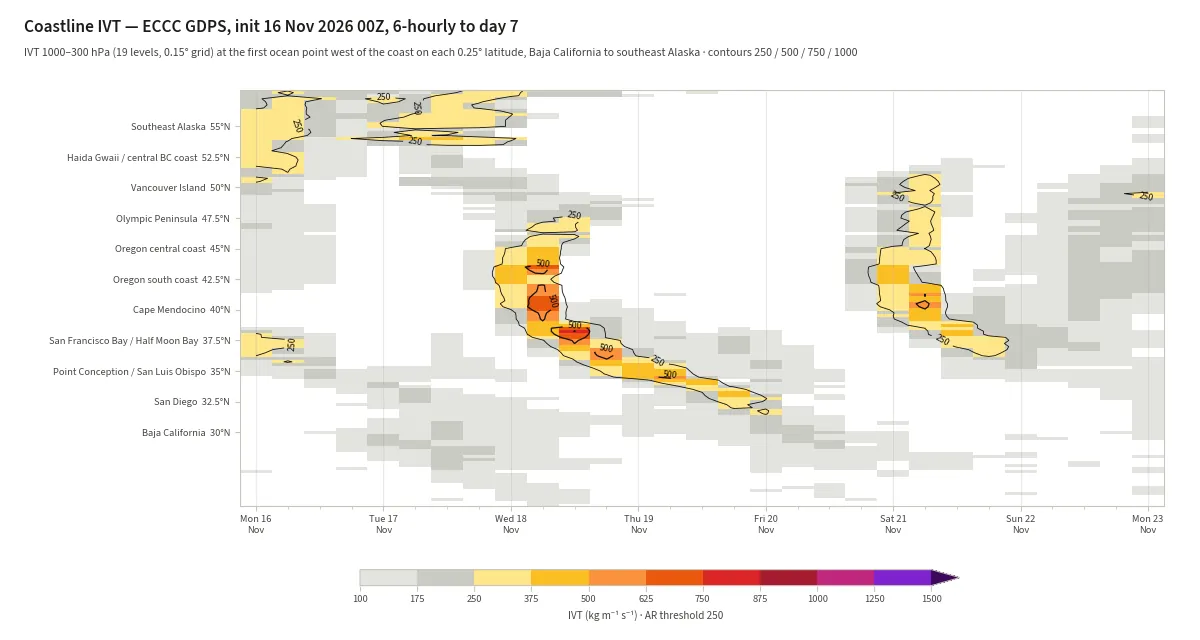 Coastline IVT — ECCC GDPS, init 16 Nov 2026 00Z, 6-hourly to day 7
IVT 1000–300 hPa (19 levels, 0.15° grid) at the first ocean point west of the coast on each 0.25° latitude, Baja California to southeast Alaska · contours 250 / 500 / 750 / 1000
250
250
250
Southeast Alaska 55°N
250
250
Haida Gwaii / central BC coast 52.5°N
Vancouver Island 50°N
250
250
Olympic Peninsula 47.5°N
250
Oregon central coast 45°N
500
Oregon south coast 42.5°N
500
Cape Mendocino 40°N
500
San Francisco Bay / Half Moon Bay 37.5°N
250
500
250
250
Point Conception / San Luis Obispo 35°N
500
San Diego 32.5°N
Baja California 30°N
Mon 16 Tue 17 Wed 18 Thu 19 Fri 20 Sat 21 Sun 22 Mon 23
Nov Nov Nov Nov Nov Nov Nov Nov
100 175 250 375 500 625 750 875 1000 1250 1500
IVT (kg m⁻¹ s⁻¹) · AR threshold 250